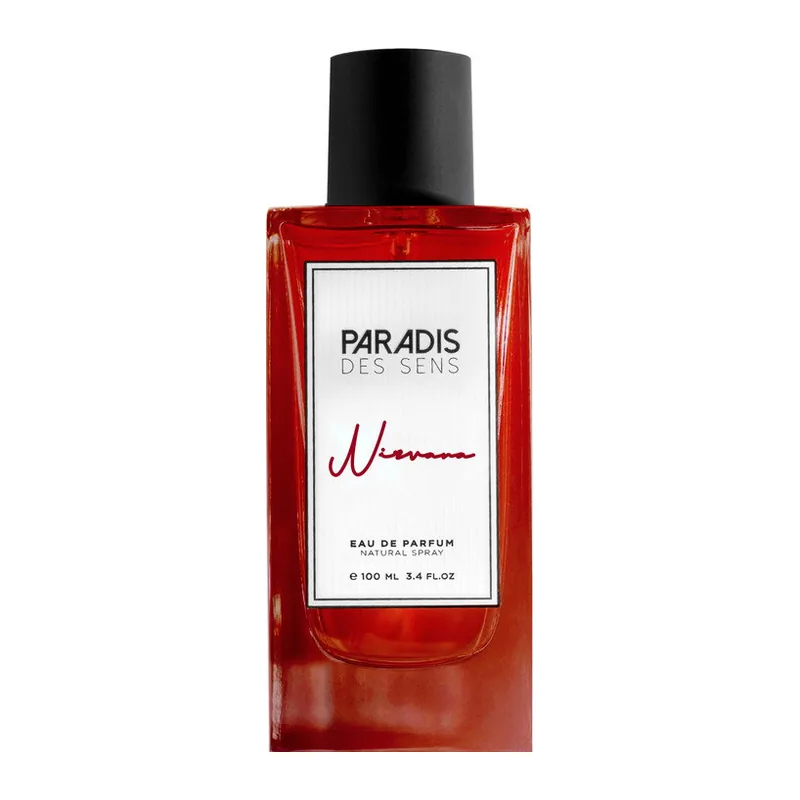 PARADIS
DES SENS
Nirvana
EAU DE PARFUM
NATURAL SPRAY
℮ 100 ML 3.4 FL.OZ